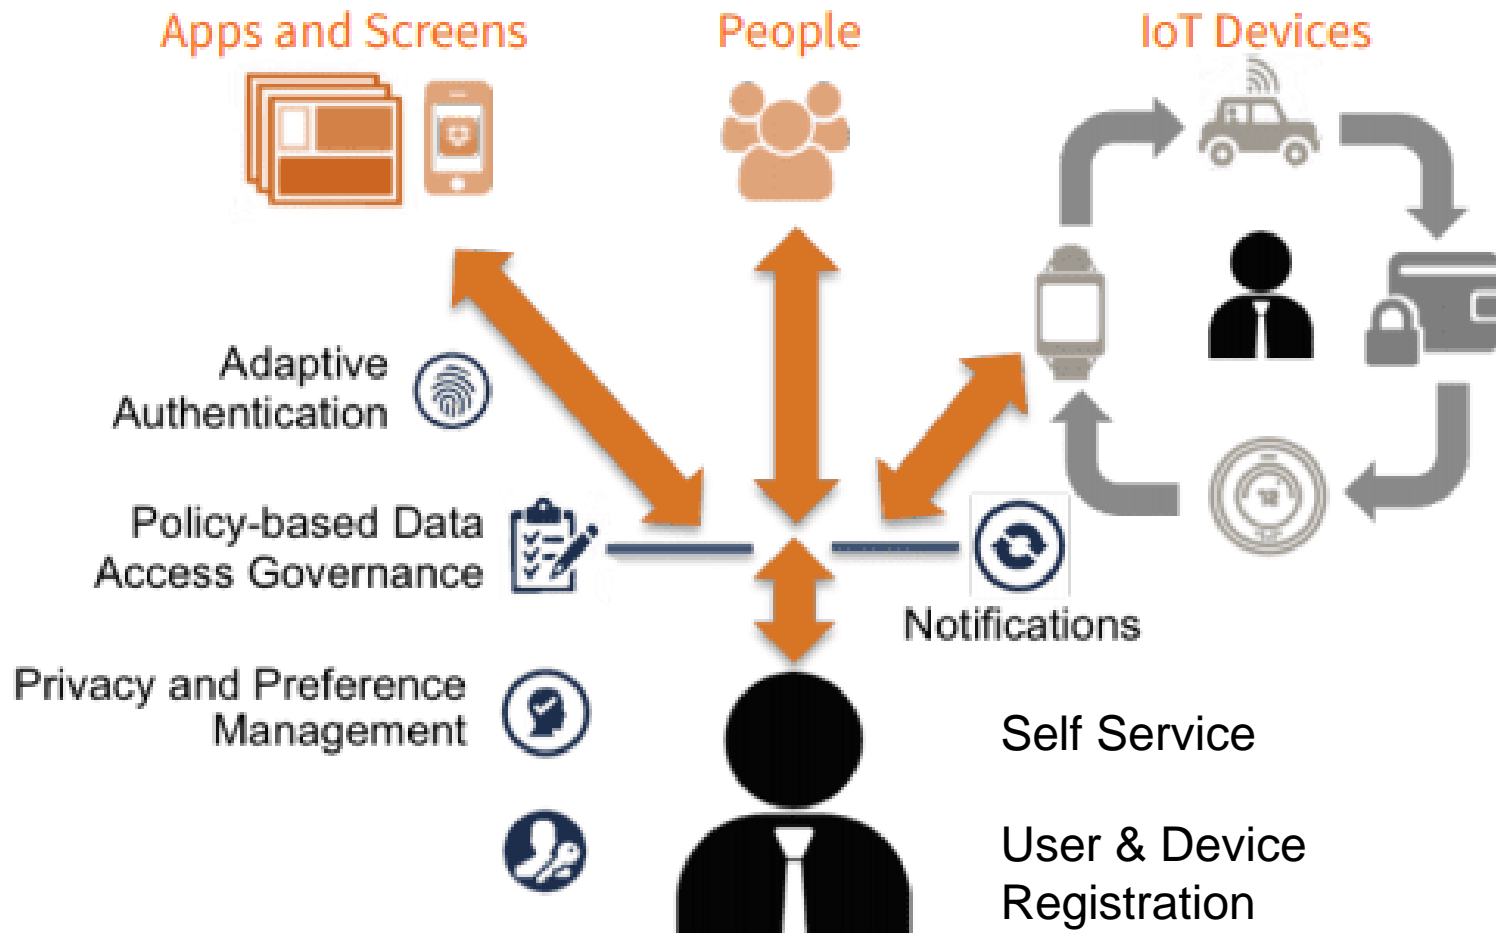 Apps and Screens
People
IoT Devices
Adaptive
Authentication
Policy-based Data
Access Governance
Notifications
Privacy and Preference
Management
Self Service
User & Device
Registration